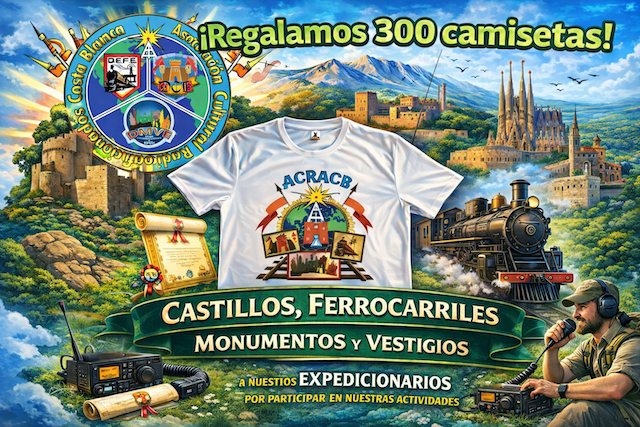 ¡Regalamos 300 camisetas!
Asociación Cultural Radioaficionados Costa Blanca
DEFE
DMVE
ACRACB
CASTILLOS, FERROCARRILES
MONUMENTOS Y VESTIGIOS
A NUESTIOS EXPEDICIONARIOS
POR PARTICIPAR EN NUESTRAS ACTIVIDADES